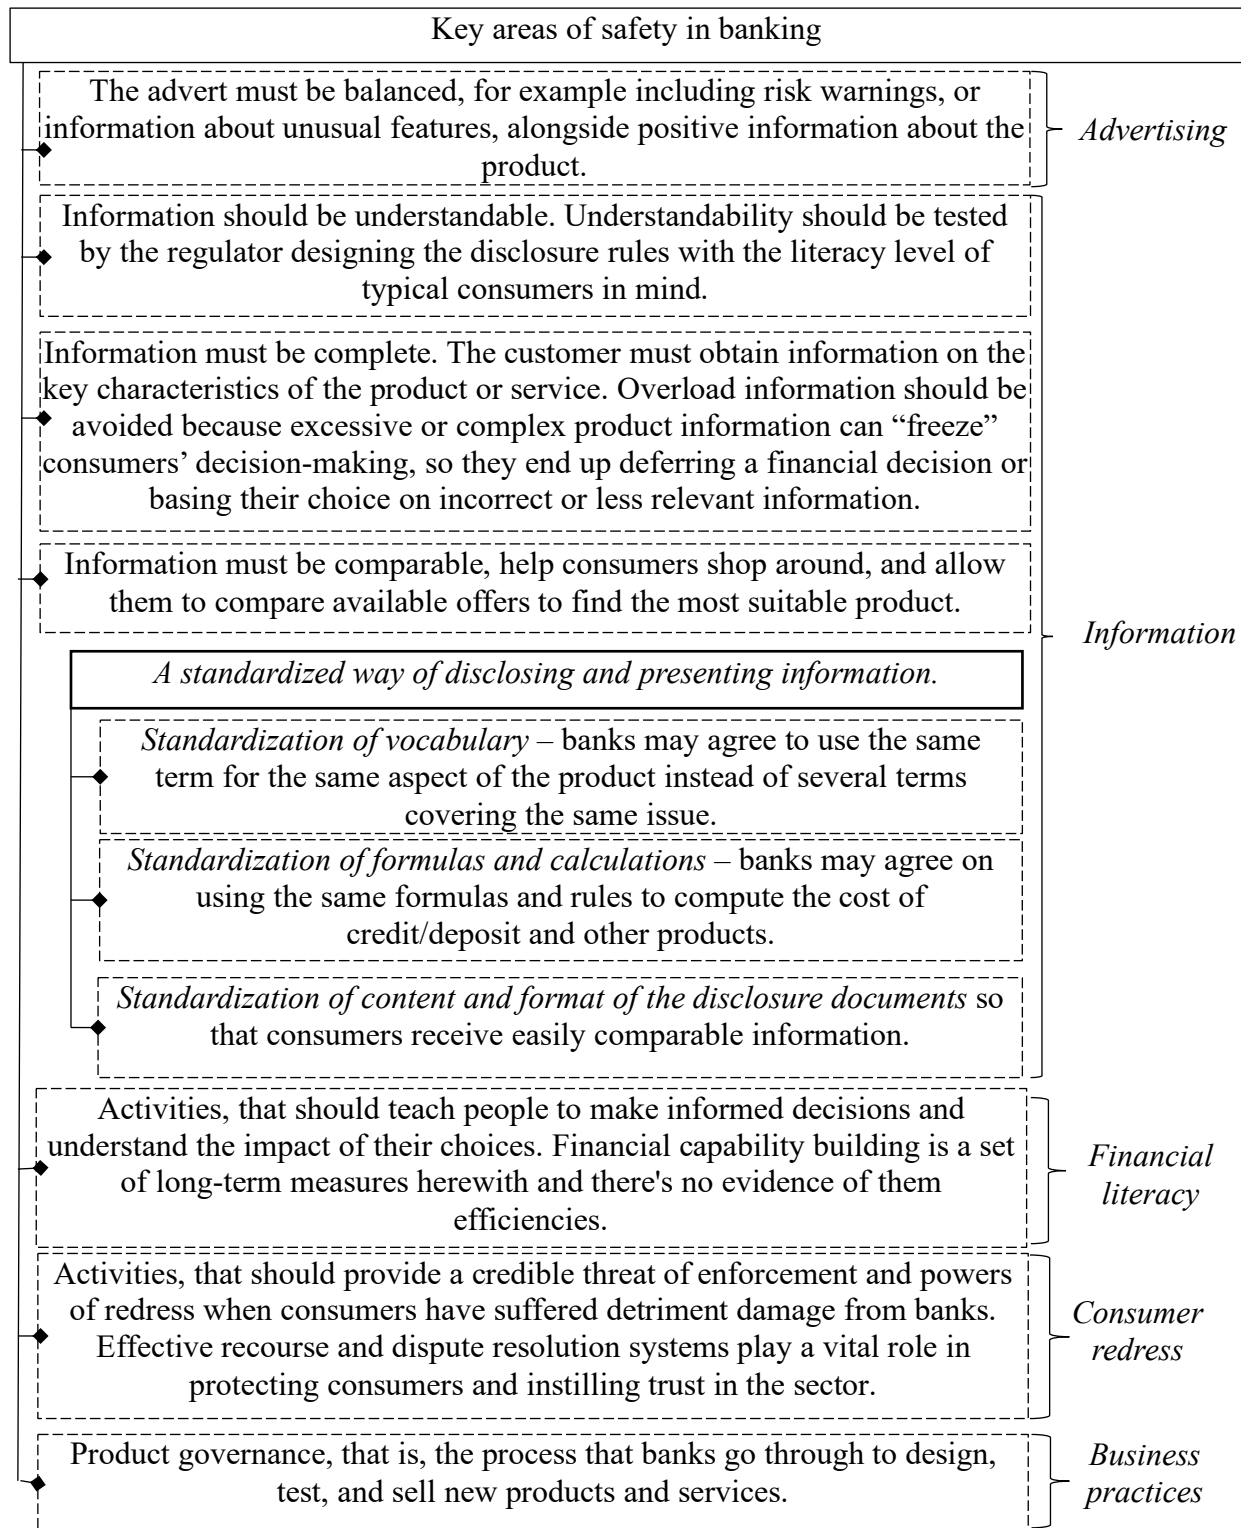 Key areas of safety in banking
The advert must be balanced, for example including risk warnings, or
information about unusual features, alongside positive information about the
product.
Advertising
Information should be understandable. Understandability should be tested
by the regulator designing the disclosure rules with the literacy level of
typical consumers in mind.
Information must be complete. The customer must obtain information on the
key characteristics of the product or service. Overload information should be
avoided because excessive or complex product information can “freeze”
consumers’ decision-making, so they end up deferring a financial decision or
basing their choice on incorrect or less relevant information.
Information must be comparable, help consumers shop around, and allow
them to compare available offers to find the most suitable product.
Information
A standardized way of disclosing and presenting information.
Standardization of vocabulary – banks may agree to use the same
term for the same aspect of the product instead of several terms
covering the same issue.
Standardization of formulas and calculations – banks may agree on
using the same formulas and rules to compute the cost of
credit/deposit and other products.
Standardization of content and format of the disclosure documents so
that consumers receive easily comparable information.
Activities, that should teach people to make informed decisions and
understand the impact of their choices. Financial capability building is a set
of long-term measures herewith and there's no evidence of them
efficiencies.
Financial
literacy
Activities, that should provide a credible threat of enforcement and powers
of redress when consumers have suffered detriment damage from banks.
Effective recourse and dispute resolution systems play a vital role in
protecting consumers and instilling trust in the sector.
Consumer
redress
Product governance, that is, the process that banks go through to design,
test, and sell new products and services.
Business
practices